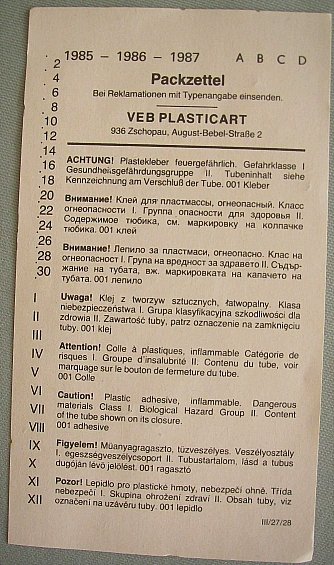 1985 – 1986 – 1987 A B C D
Packzettel
Bei Reklamationen mit Typenangabe einsenden.
VEB PLASTICART
936 Zschopau, August-Bebel-Straße 2
2
4
6
8
10
12
14
16
18
20
22
24
26
28
30
I
II
III
IV
V
VI
VII
VIII
IX
X
XI
XII
ACHTUNG! Plastekleber feuergefährlich. Gefahrklasse I
Gesundheitsgefährdungsgruppe II. Tubeninhalt siehe
Kennzeichnung am Verschluß der Tube. 001 Kleber
Внимание! Клей для пластмассы, огнеопасный. Класс
огнеопасности I. Группа опасности для здоровья II.
Содержимое тюбика, см. маркировку на колпачке
тюбика. 001 клей
Внимание! Лепило за пластмаси, огнеопасно. Клас на
огнеопасност I. Група на вредност за здравето II. Съдър-
жание на тубата, вж. маркировката на капачето на
тубата. 001 лепило
Uwaga! Klej z tworzyw sztucznych, łatwopalny. Klasa
niebezpieczeństwa I. Grupa klasyfikacyjna szkodliwości dla
zdrowia II. Zawartość tuby, patrz oznaczenie na zamknięciu
tuby. 001 klej
Attention! Colle à plastiques, inflammable Catégorie de
risques I. Groupe d'insalubrité II. Contenu du tube, voir
marquage sur le bouton de fermeture du tube.
001 Colle
Caution! Plastic adhesive, inflammable. Dangerous
materials Class I. Biological Hazard Group II. Content
of the tube shown on its closure.
001 adhesive
Figyelem! Müanyagragasztó, tüzveszélyes. Veszélyosztály
I. egeszségveszélycsoport II. Tubustartalom, lásd a tubus
dugóján levö jelölést. 001 ragasztó
Pozor! Lepidlo pro plastické hmoty, nebezpečí ohně. Třída
nebezpečí I. Skupina ohrožení zdraví II. Obsah tuby, viz
označení na uzávěru tuby. 001 lepidlo
III/27/28